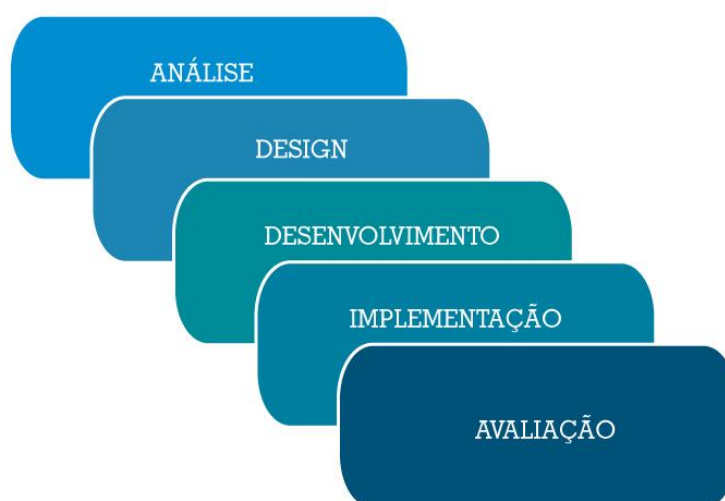 ANÁLISE
DESIGN
DESENVOLVIMENTO
IMPLEMENTAÇÃO
AVALIAÇÃO